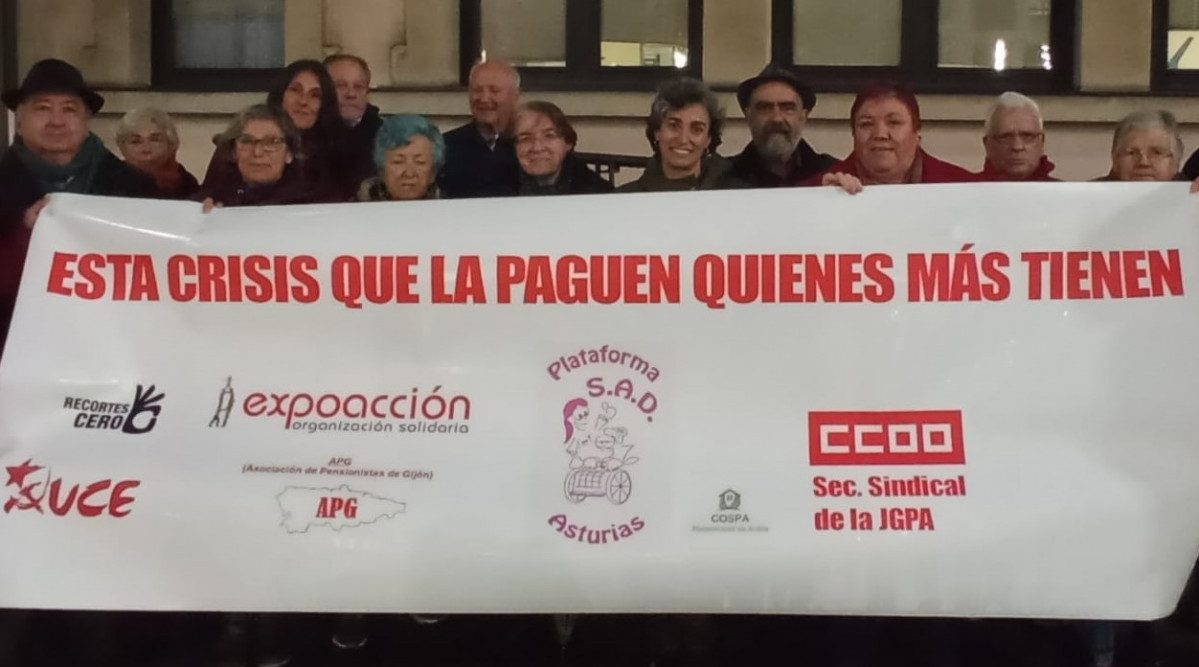 ESTA CRISIS QUE LA PAGUEN QUIENES MÁS TIENEN
RECORTES
CERO
expoacción
organización solidaria
UCE
APG
(Asociación de Pensionistas de Gijón)
APG
Plataforma
S.A.D.
Asturias
COSPA
CCOO
Sec. Sindical
de la JGPA